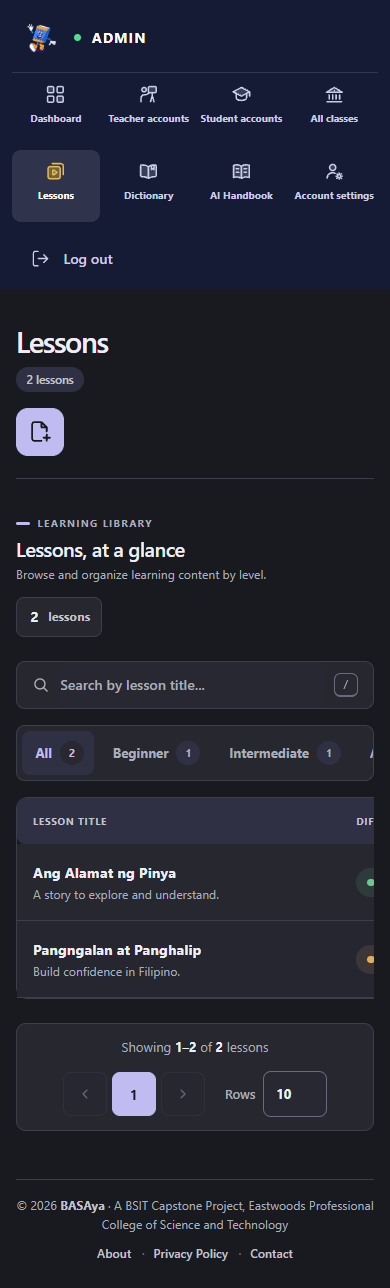 ADMIN
Dashboard Teacher accounts Student accounts All classes
Lessons Dictionary AI Handbook Account settings
Log out
Lessons
2 lessons
LEARNING LIBRARY
Lessons, at a glance
Browse and organize learning content by level.
2 lessons
Search by lesson title... /
All 2 Beginner 1 Intermediate 1
LESSON TITLE DIF
Ang Alamat ng Pinya
A story to explore and understand.
Pangngalan at Panghalip
Build confidence in Filipino.
Showing 1–2 of 2 lessons
1 Rows 10
© 2026 BASAya · A BSIT Capstone Project, Eastwoods Professional
College of Science and Technology
About · Privacy Policy · Contact